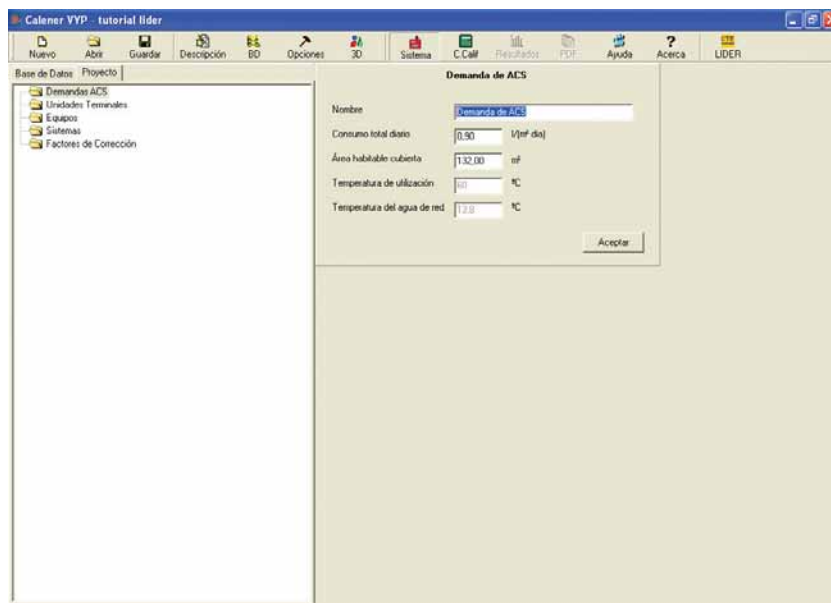 Calener VYP - tutorial lider
Nuevo Abrir Guardar Descripción BD Opciones 3D Sistema C.Calif Resultados PDF Ayuda Acerca LIDER
Base de Datos Proyecto
Demandas ACS
Unidades Terminales
Equipos
Sistemas
Factores de Corrección
Demanda de ACS
Nombre Demanda de ACS
Consumo total diario 0,90 l/(m² dia)
Área habitable cubierta 132,00 m²
Temperatura de utilización 60 ºC
Temperatura del agua de red 13.8 ºC
Aceptar